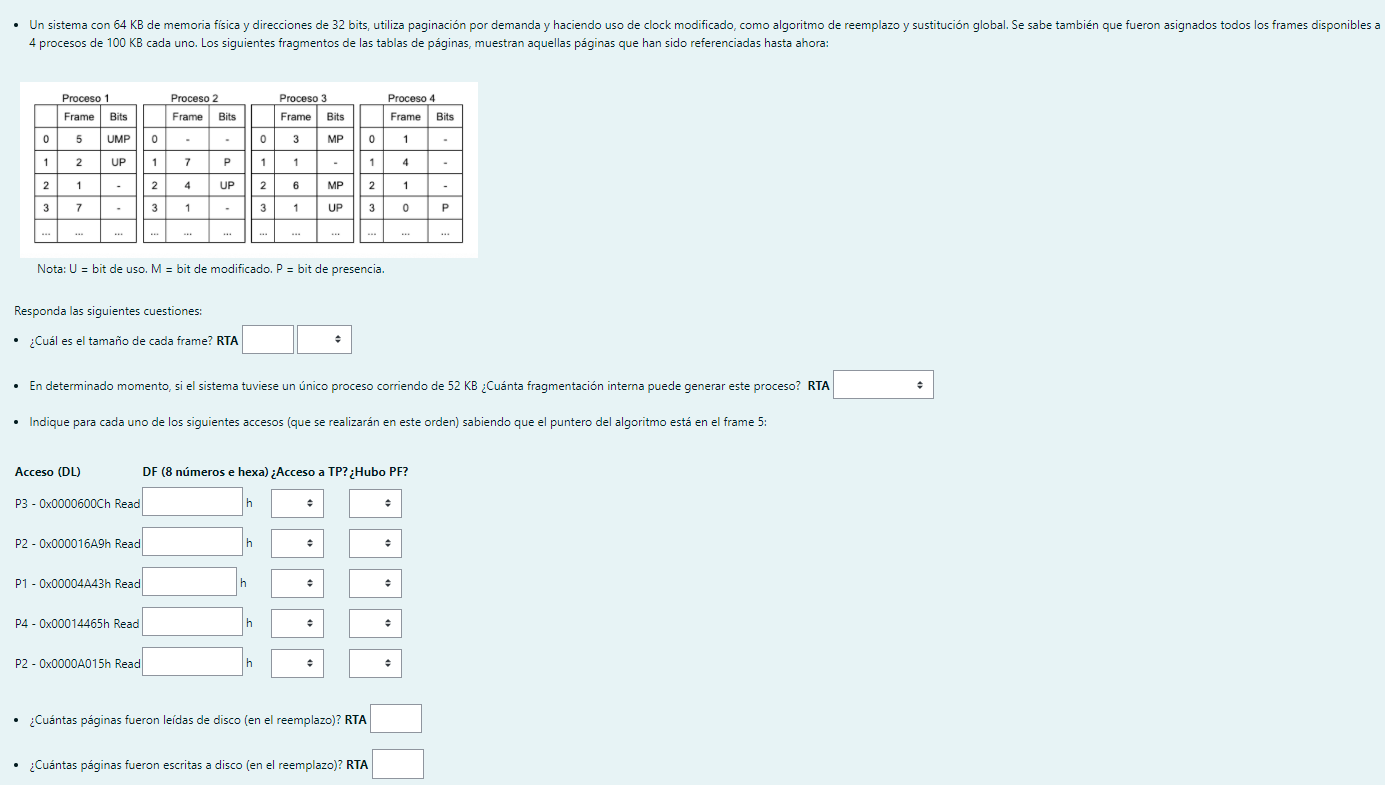 • Un sistema con 64 KB de memoria física y direcciones de 32 bits, utiliza paginación por demanda y haciendo uso de clock modificado, como algoritmo de reemplazo y sustitución global. Se sabe también que fueron asignados todos los frames disponibles a
4 procesos de 100 KB cada uno. Los siguientes fragmentos de las tablas de páginas, muestran aquellas páginas que han sido referenciadas hasta ahora:
Proceso 1 Proceso 2 Proceso 3 Proceso 4
Frame Bits Frame Bits Frame Bits Frame Bits
0 5 UMP 0 - - 0 3 MP 0 1 -
1 2 UP 1 7 P 1 1 - 1 4 -
2 1 - 2 4 UP 2 6 MP 2 1 -
3 7 - 3 1 - 3 1 UP 3 0 P
... ... ... ... ... ... ... ... ... ... ... ...
Nota: U = bit de uso. M = bit de modificado. P = bit de presencia.
Responda las siguientes cuestiones:
• ¿Cuál es el tamaño de cada frame? RTA
• En determinado momento, si el sistema tuviese un único proceso corriendo de 52 KB ¿Cuánta fragmentación interna puede generar este proceso? RTA
• Indique para cada uno de los siguientes accesos (que se realizarán en este orden) sabiendo que el puntero del algoritmo está en el frame 5:
Acceso (DL) DF (8 números e hexa) ¿Acceso a TP? ¿Hubo PF?
P3 - 0x0000600Ch Read h
P2 - 0x000016A9h Read h
P1 - 0x00004A43h Read h
P4 - 0x00014465h Read h
P2 - 0x0000A015h Read h
• ¿Cuántas páginas fueron leídas de disco (en el reemplazo)? RTA
• ¿Cuántas páginas fueron escritas a disco (en el reemplazo)? RTA